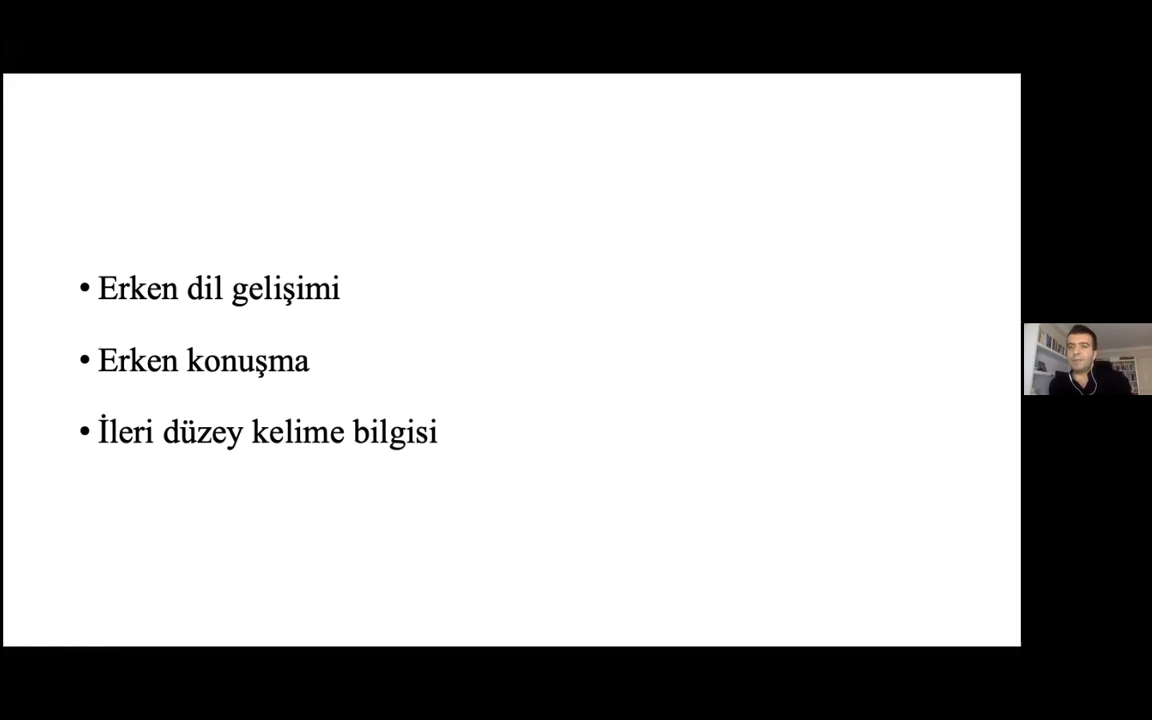 • Erken dil gelişimi
• Erken konuşma
• İleri düzey kelime bilgisi